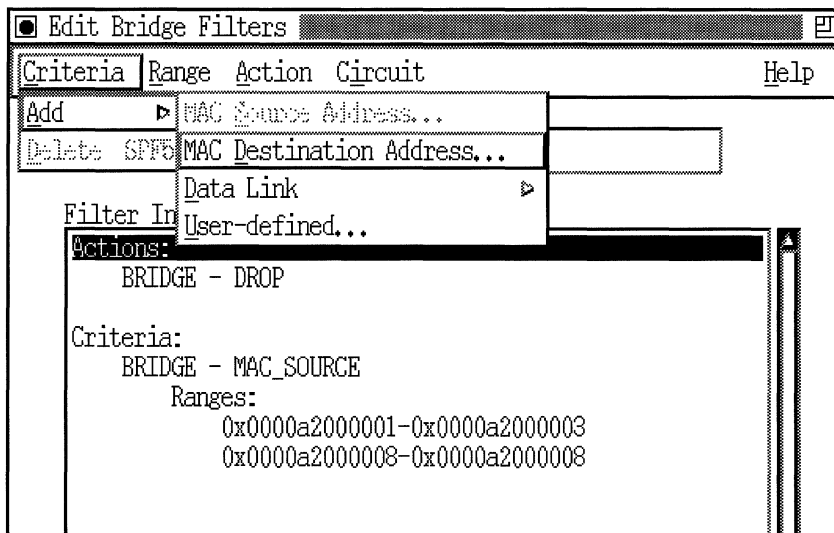 Edit Bridge Filters
Criteria Range Action Circuit Help
Add MAC Source Address...
Delete MAC Destination Address...
Data Link
User-defined...
Filter In
Actions:
BRIDGE - DROP
Criteria:
BRIDGE - MAC_SOURCE
Ranges:
0x0000a2000001-0x0000a2000003
0x0000a2000008-0x0000a2000008